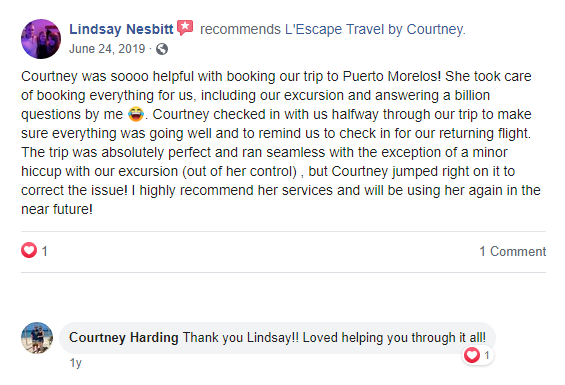 Lindsay Nesbitt recommends L'Escape Travel by Courtney.
June 24, 2019 ·
Courtney was soooo helpful with booking our trip to Puerto Morelos! She took care
of booking everything for us, including our excursion and answering a billion
questions by me 😂. Courtney checked in with us halfway through our trip to make
sure everything was going well and to remind us to check in for our returning flight.
The trip was absolutely perfect and ran seamless with the exception of a minor
hiccup with our excursion (out of her control) , but Courtney jumped right on it to
correct the issue! I highly recommend her services and will be using her again in the
near future!
1 1 Comment
Courtney Harding Thank you Lindsay!! Loved helping you through it all!
1
1y